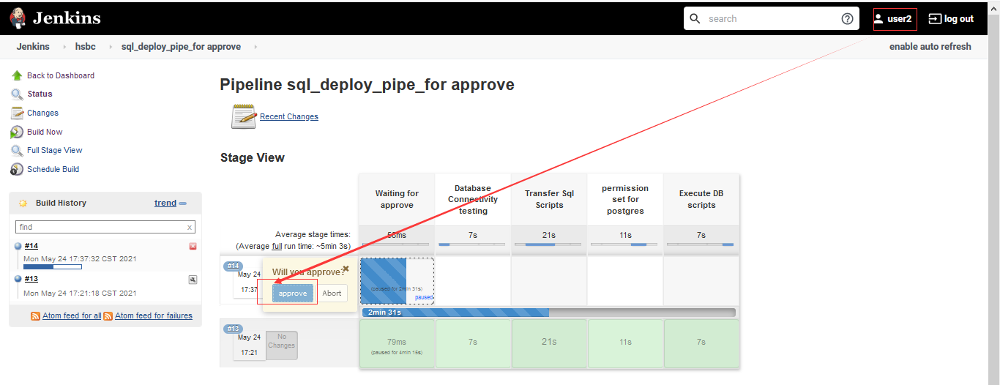 Jenkins
search
user2
log out
Jenkins
hsbc
sql_deploy_pipe_for approve
enable auto refresh
Back to Dashboard
Status
Changes
Build Now
Full Stage View
Schedule Build
Build History
trend
find
x
#14
Mon May 24 17:37:32 CST 2021
#13
Mon May 24 17:21:18 CST 2021
Atom feed for all
Atom feed for failures
Pipeline sql_deploy_pipe_for approve
Recent Changes
Stage View
Waiting for
approve
Database
Connectivity
testing
Transfer Sql
Scripts
permission
set for
postgres
Execute DB
scripts
Average stage times:
(Average full run time: ~5min 3s)
58ms
7s
21s
11s
7s
#14
May 24
17:37
Will you approve?
approve
Abort
(paused for 2min 31s)
paused
2min 31s
#13
May 24
17:21
No
Changes
79ms
(paused for 4min 15s)
7s
21s
11s
7s